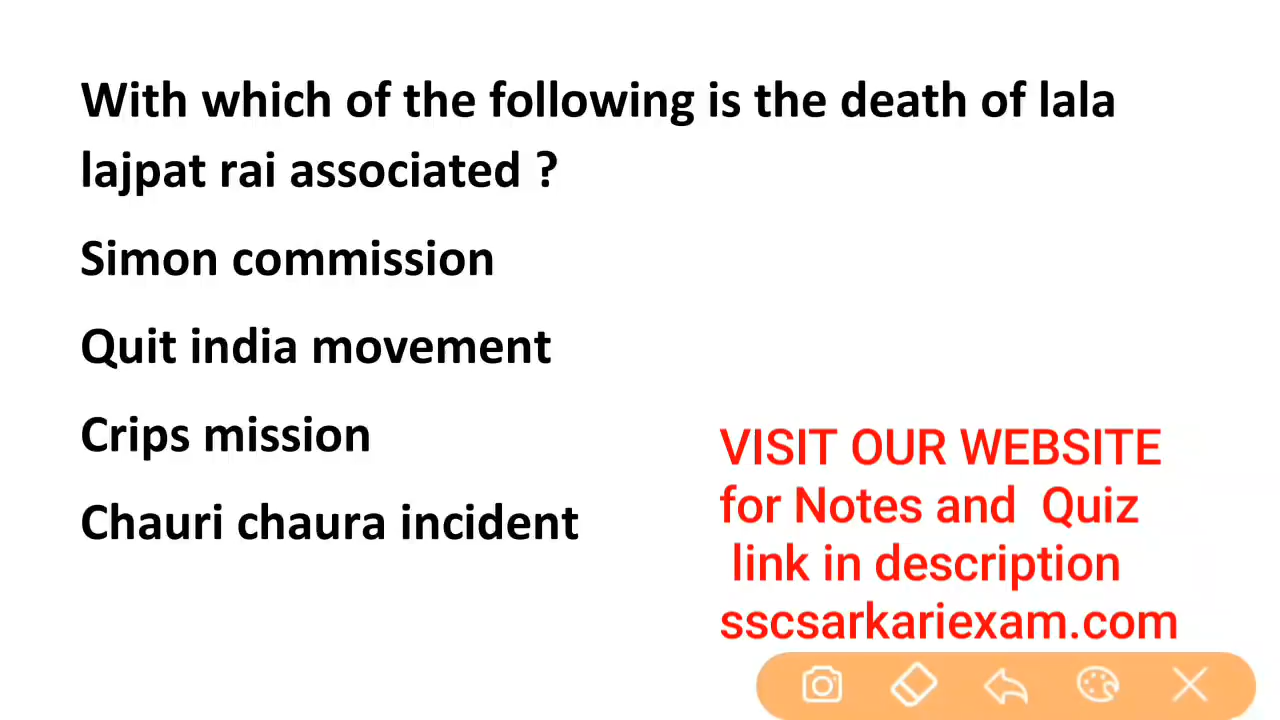 With which of the following is the death of lala
lajpat rai associated ?
Simon commission
Quit india movement
Crips mission
Chauri chaura incident
VISIT OUR WEBSITE
for Notes and Quiz
link in description
sscsarkariexam.com